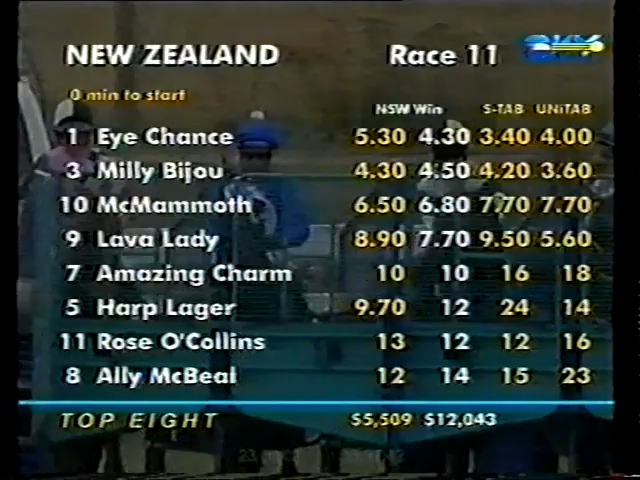 NEW ZEALAND Race 11
0 min to start
NSW Win S-TAB UNiTAB
1 Eye Chance 5.30 4.30 3.40 4.00
3 Milly Bijou 4.30 4.50 4.20 3.60
10 McMammoth 6.50 6.80 7.70 7.70
9 Lava Lady 8.90 7.70 9.50 5.60
7 Amazing Charm 10 10 16 18
5 Harp Lager 9.70 12 24 14
11 Rose O'Collins 13 12 12 16
8 Ally McBeal 12 14 15 23
TOP EIGHT $5,509 $12,043